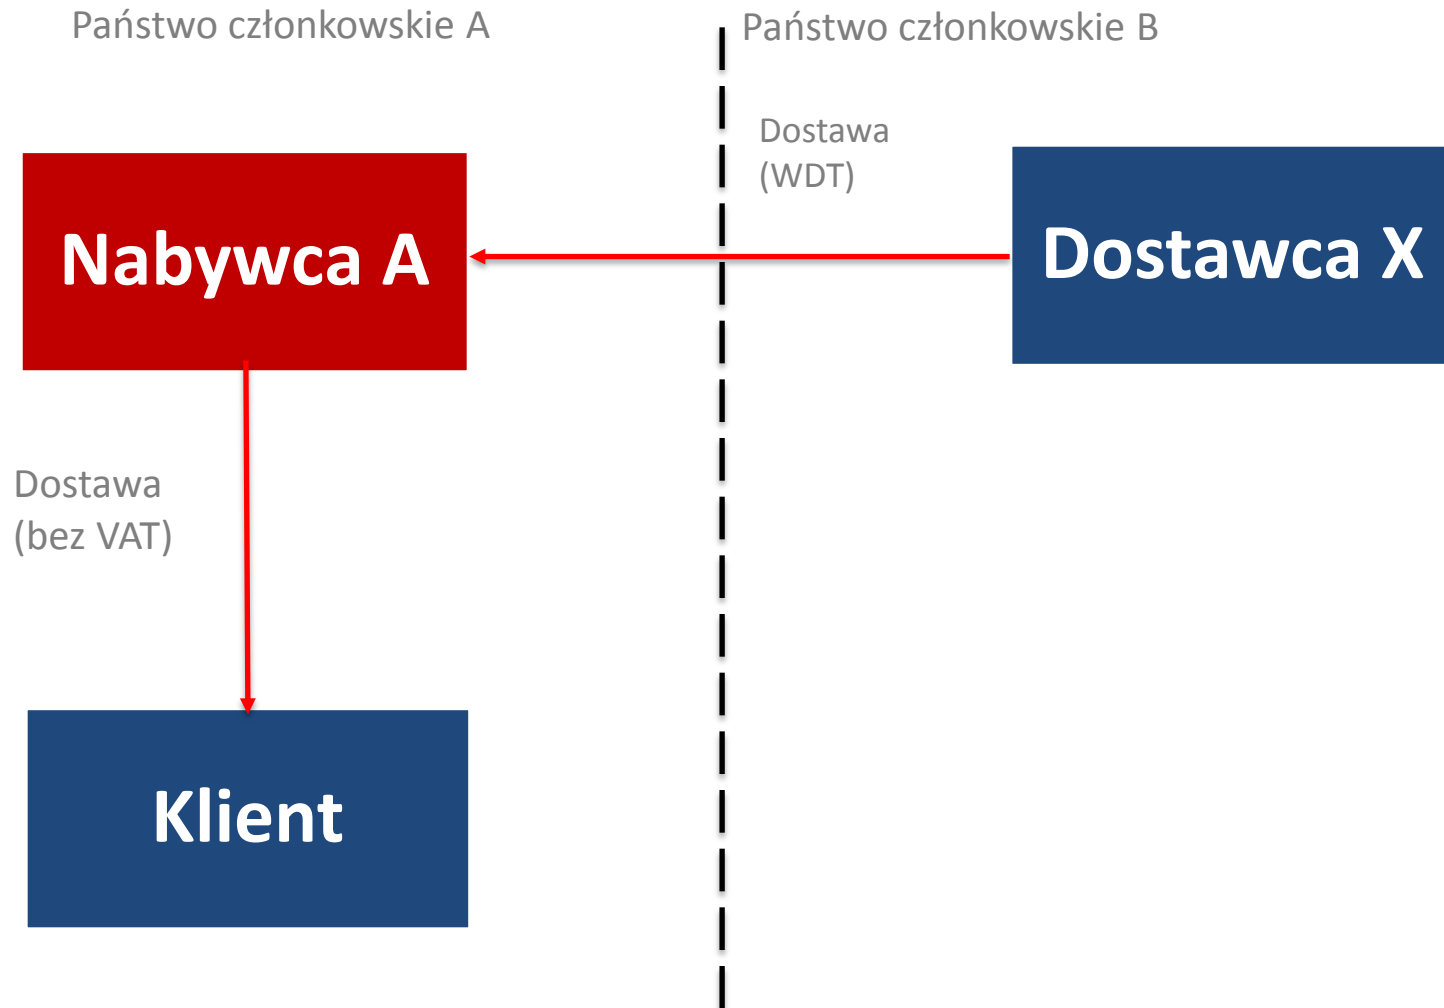 Państwo członkowskie A
Państwo członkowskie B
Dostawa
(WDT)
Nabywca A
Dostawca X
Dostawa
(bez VAT)
Klient